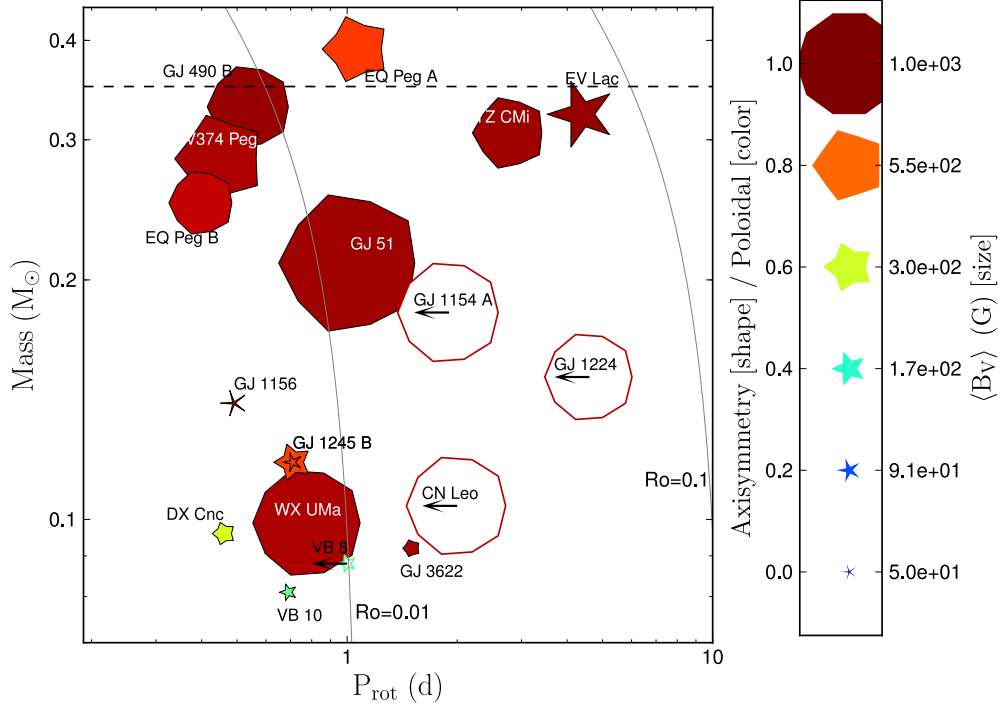 0.4
GJ 490 B
EQ Peg A
EV Lac
YZ CMi
0.3
V374 Peg
EQ Peg B
GJ 51
0.2
GJ 1154 A
GJ 1224
GJ 1156
GJ 1245 B
Ro=0.1
CN Leo
WX UMa
0.1
DX Cnc
VB 8
GJ 3622
VB 10
Ro=0.01
1
10
P_rot (d)
Mass (M_⊙)
1.0
0.8
0.6
0.4
0.2
0.0
Axisymmetry [shape] / Poloidal [color]
1.0e+03
5.5e+02
3.0e+02
1.7e+02
9.1e+01
5.0e+01
⟨B_V⟩ (G) [size]